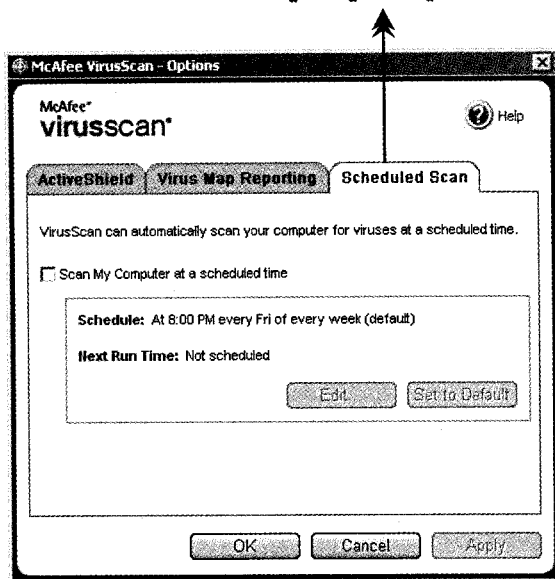 McAfee VirusScan - Options
McAfee
virusscan
Help
ActiveShield
Virus Map Reporting
Scheduled Scan
VirusScan can automatically scan your computer for viruses at a scheduled time.
Scan My Computer at a scheduled time
Schedule: At 8:00 PM every Fri of every week (default)
Next Run Time: Not scheduled
Edit...
Set to Default
OK
Cancel
Apply